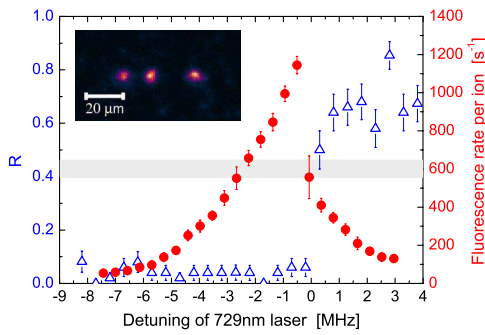 1.0
0.8
0.6
0.4
0.2
0.0
R
20 µm
1400
1200
1000
800
600
400
200
0
Fluorescence rate per ion [s⁻¹]
-9 -8 -7 -6 -5 -4 -3 -2 -1 0 1 2 3 4
Detuning of 729nm laser [MHz]